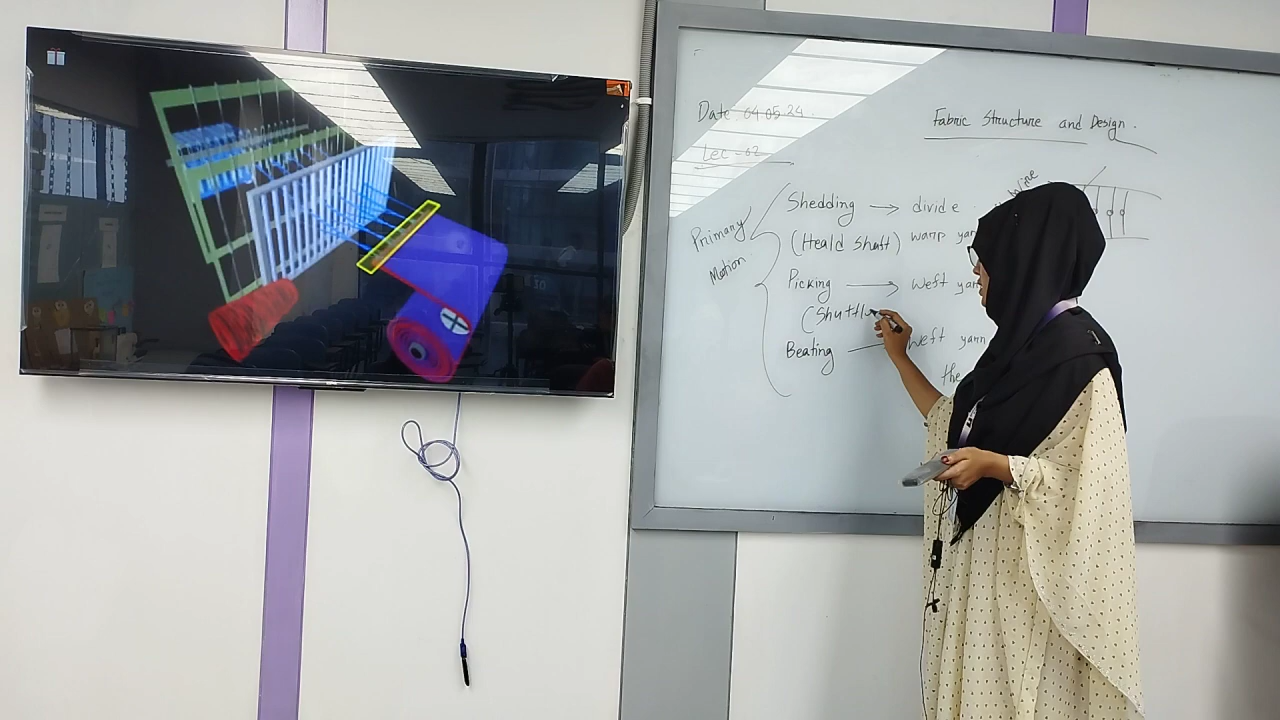 Date. 04.05.24.
Fabric Structure and Design.
Lec-02
Primary Motion
Shedding → divide
(Heald Shaft) warp yar
Picking → weft yar
(Shuttle
Beating weft yarn
the